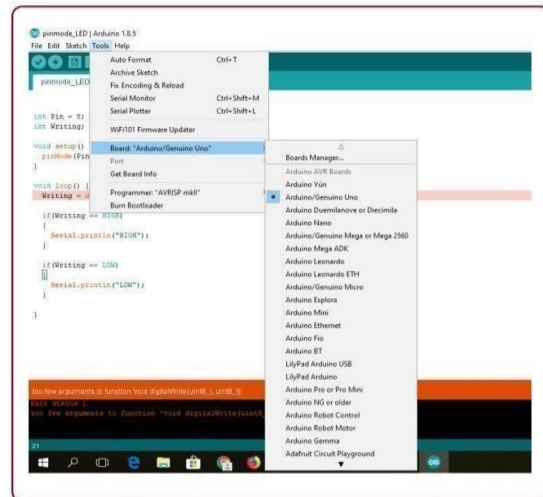 pinmode_LED | Arduino 1.8.5
File Edit Sketch Tools Help
pinmode_LED
Auto Format Ctrl+T
Archive Sketch
Fix Encoding & Reload
Serial Monitor Ctrl+Shift+M
Serial Plotter Ctrl+Shift+L
WiFi101 Firmware Updater
Board: "Arduino/Genuino Uno"
Port
Get Board Info
Programmer: "AVRISP mkII"
Burn Bootloader
int Pin = 8;
int Writing;
void setup()
pinMode(Pin
}
void loop() {
Writing =
if(Writing == HIGH)
{
Serial.println("HIGH");
}
if(Writing == LOW)
{
Serial.println("LOW");
}
}
Boards Manager...
Arduino AVR Boards
Arduino Yún
Arduino/Genuino Uno
Arduino Duemilanove or Diecimila
Arduino Nano
Arduino/Genuino Mega or Mega 2560
Arduino Mega ADK
Arduino Leonardo
Arduino Leonardo ETH
Arduino/Genuino Micro
Arduino Esplora
Arduino Mini
Arduino Ethernet
Arduino Fio
Arduino BT
LilyPad Arduino USB
LilyPad Arduino
Arduino Pro or Pro Mini
Arduino NG or older
Arduino Robot Control
Arduino Robot Motor
Arduino Gemma
Adafruit Circuit Playground
too few arguments to function 'void digitalWrite(uint8_t, uint8_t)'
exit status 1
too few arguments to function 'void digitalWrite(uint8
21